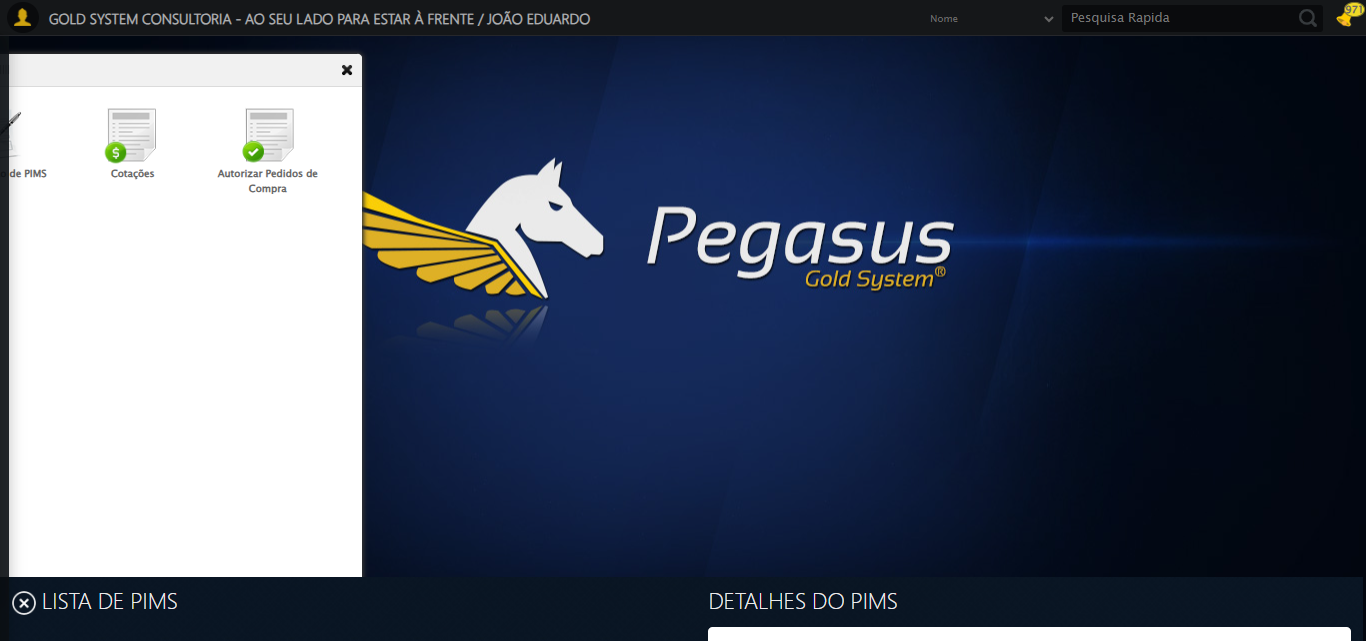 GOLD SYSTEM CONSULTORIA - AO SEU LADO PARA ESTAR À FRENTE / JOÃO EDUARDO
Nome
Pesquisa Rapida
971
de PIMS
Cotações
Autorizar Pedidos de
Compra
Pegasus
Gold System®
LISTA DE PIMS
DETALHES DO PIMS